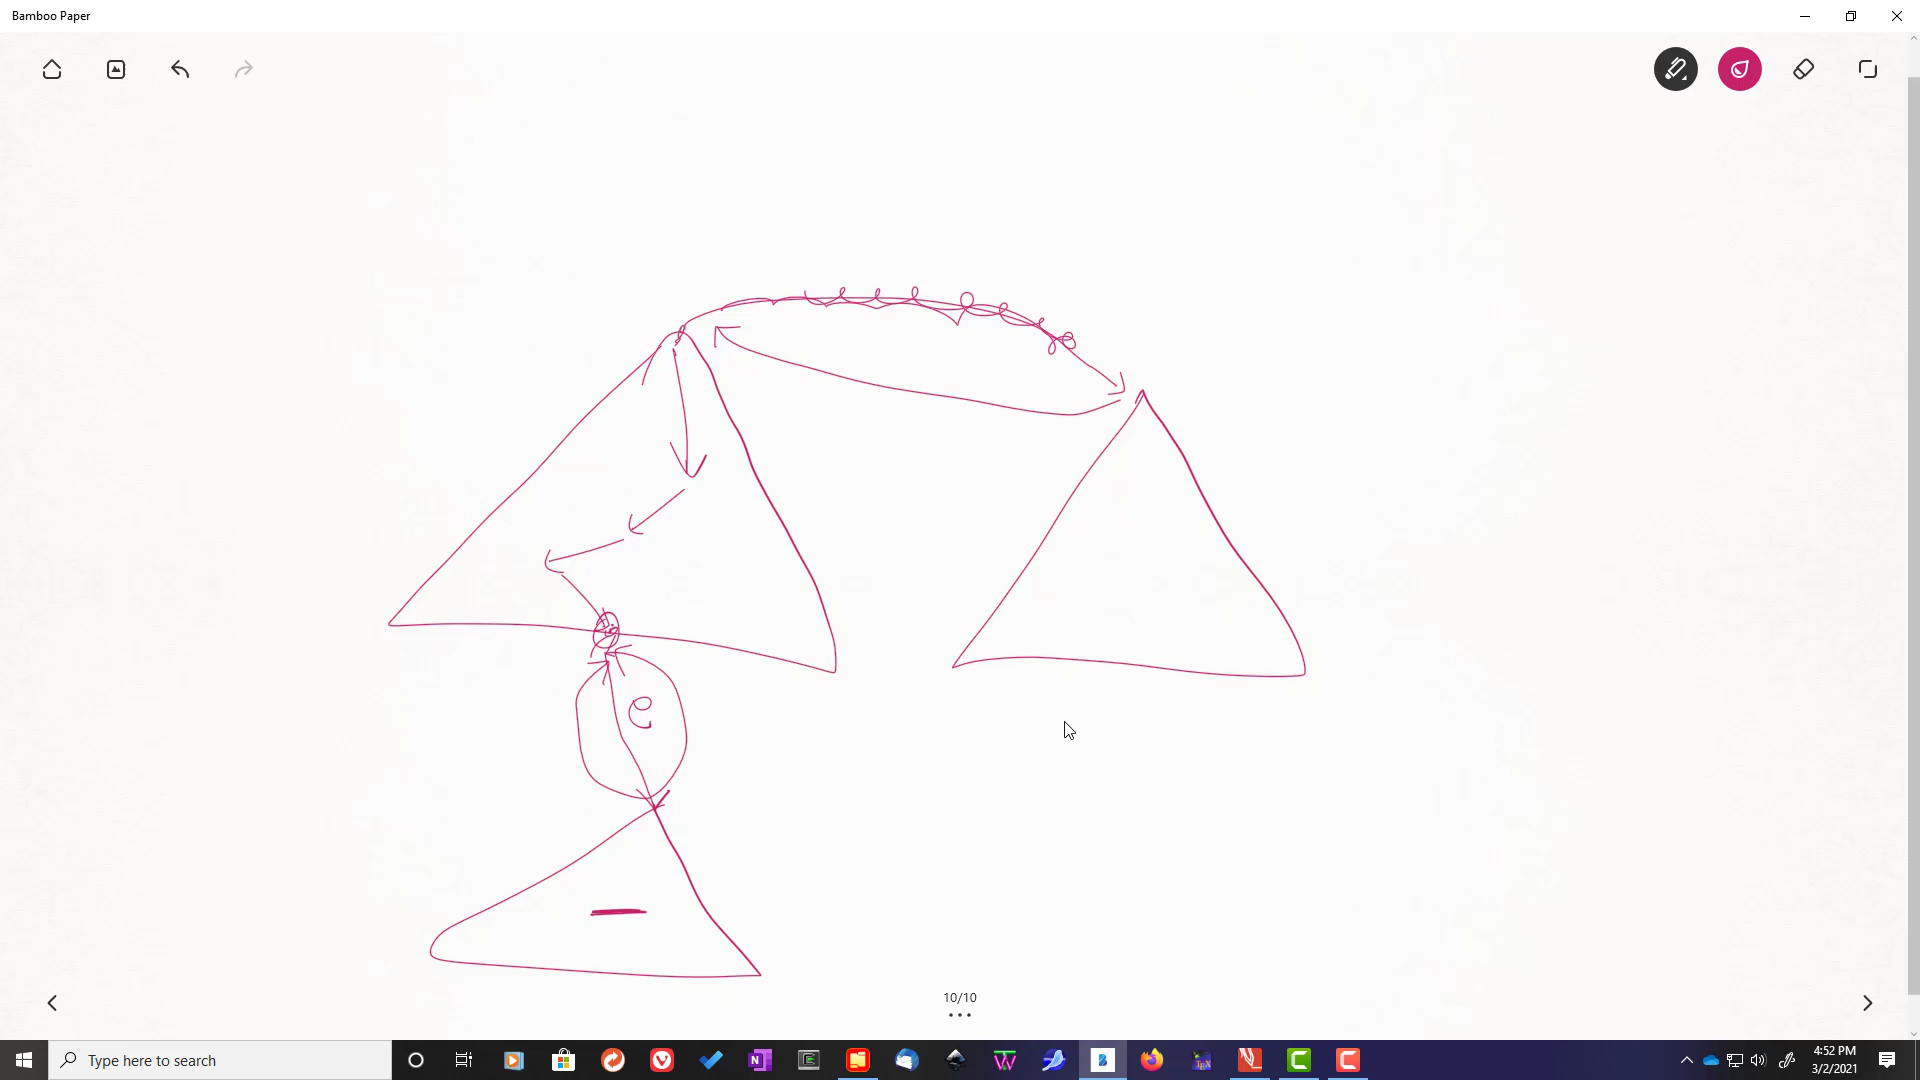 Bamboo Paper
e
10/10
Type here to search
4:52 PM
3/2/2021